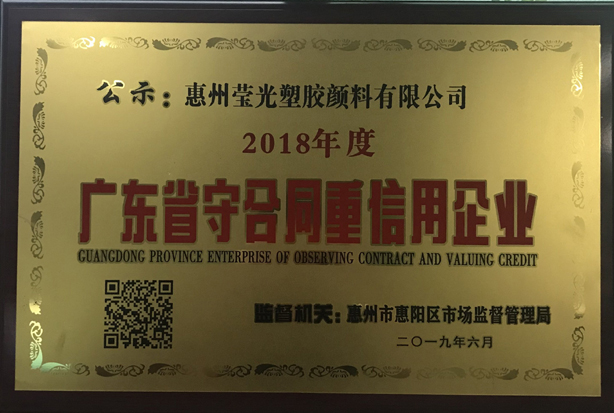 公示：惠州莹光塑胶颜料有限公司
2018年度
广东省守合同重信用企业
GUANGDONG PROVINCE ENTERPRISE OF OBSERVING CONTRACT AND VALUING CREDIT
监督机关：惠州市惠阳区市场监督管理局
二〇一九年六月